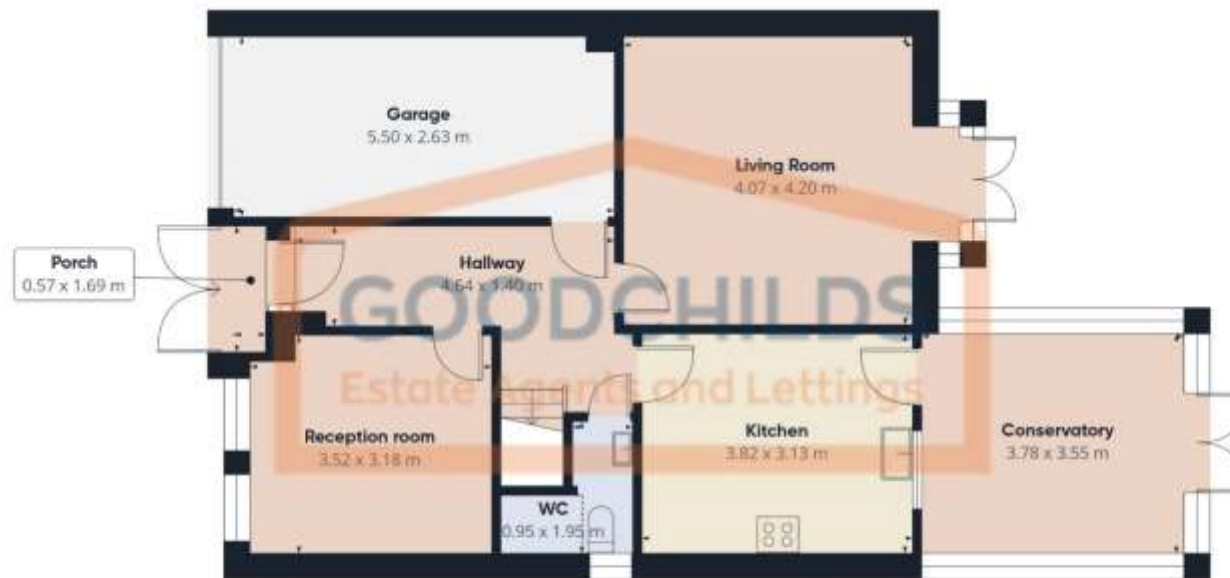 Garage
5.50 x 2.63 m
Living Room
4.07 x 4.20 m
Porch
0.57 x 1.69 m
Hallway
4.64 x 1.40 m
GOODCHILDS
Estate Agents and Lettings
Reception room
3.52 x 3.18 m
Kitchen
3.82 x 3.13 m
Conservatory
3.78 x 3.55 m
WC
0.95 x 1.95 m